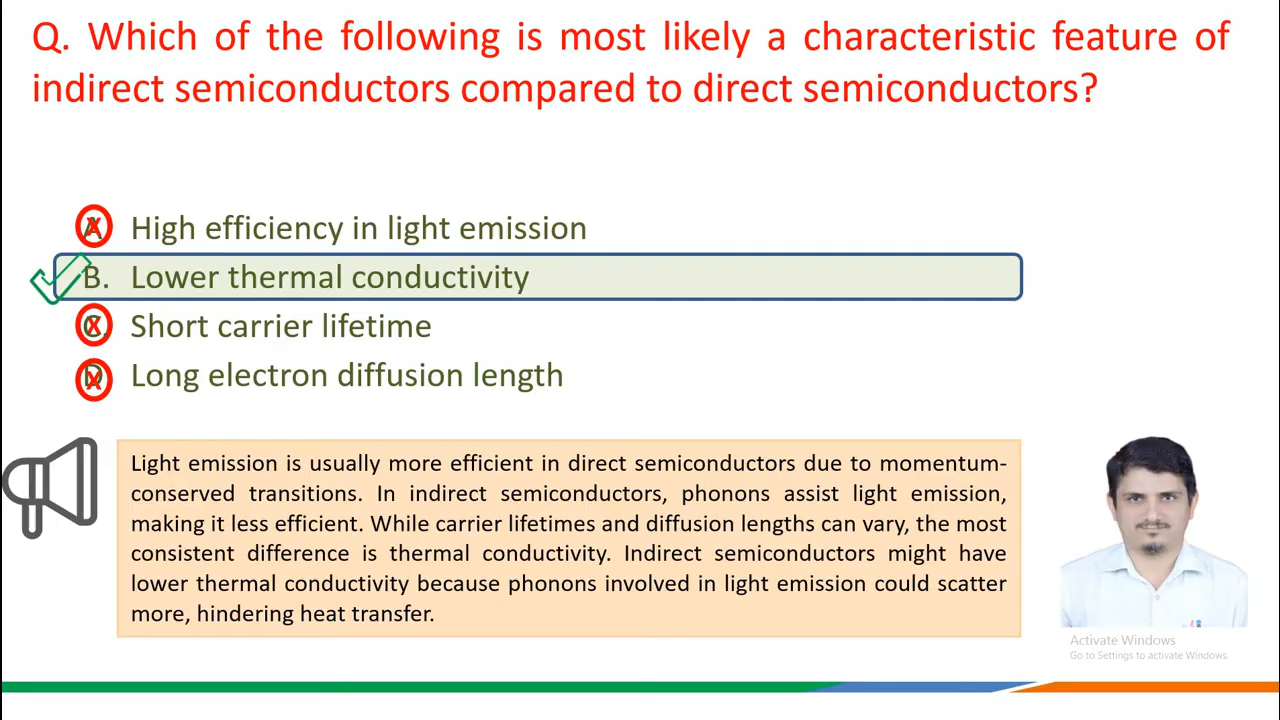 Q. Which of the following is most likely a characteristic feature of
indirect semiconductors compared to direct semiconductors?
A. High efficiency in light emission
B. Lower thermal conductivity
C. Short carrier lifetime
D. Long electron diffusion length
Light emission is usually more efficient in direct semiconductors due to momentum-
conserved transitions. In indirect semiconductors, phonons assist light emission,
making it less efficient. While carrier lifetimes and diffusion lengths can vary, the most
consistent difference is thermal conductivity. Indirect semiconductors might have
lower thermal conductivity because phonons involved in light emission could scatter
more, hindering heat transfer.
Activate Windows
Go to Settings to activate Windows.